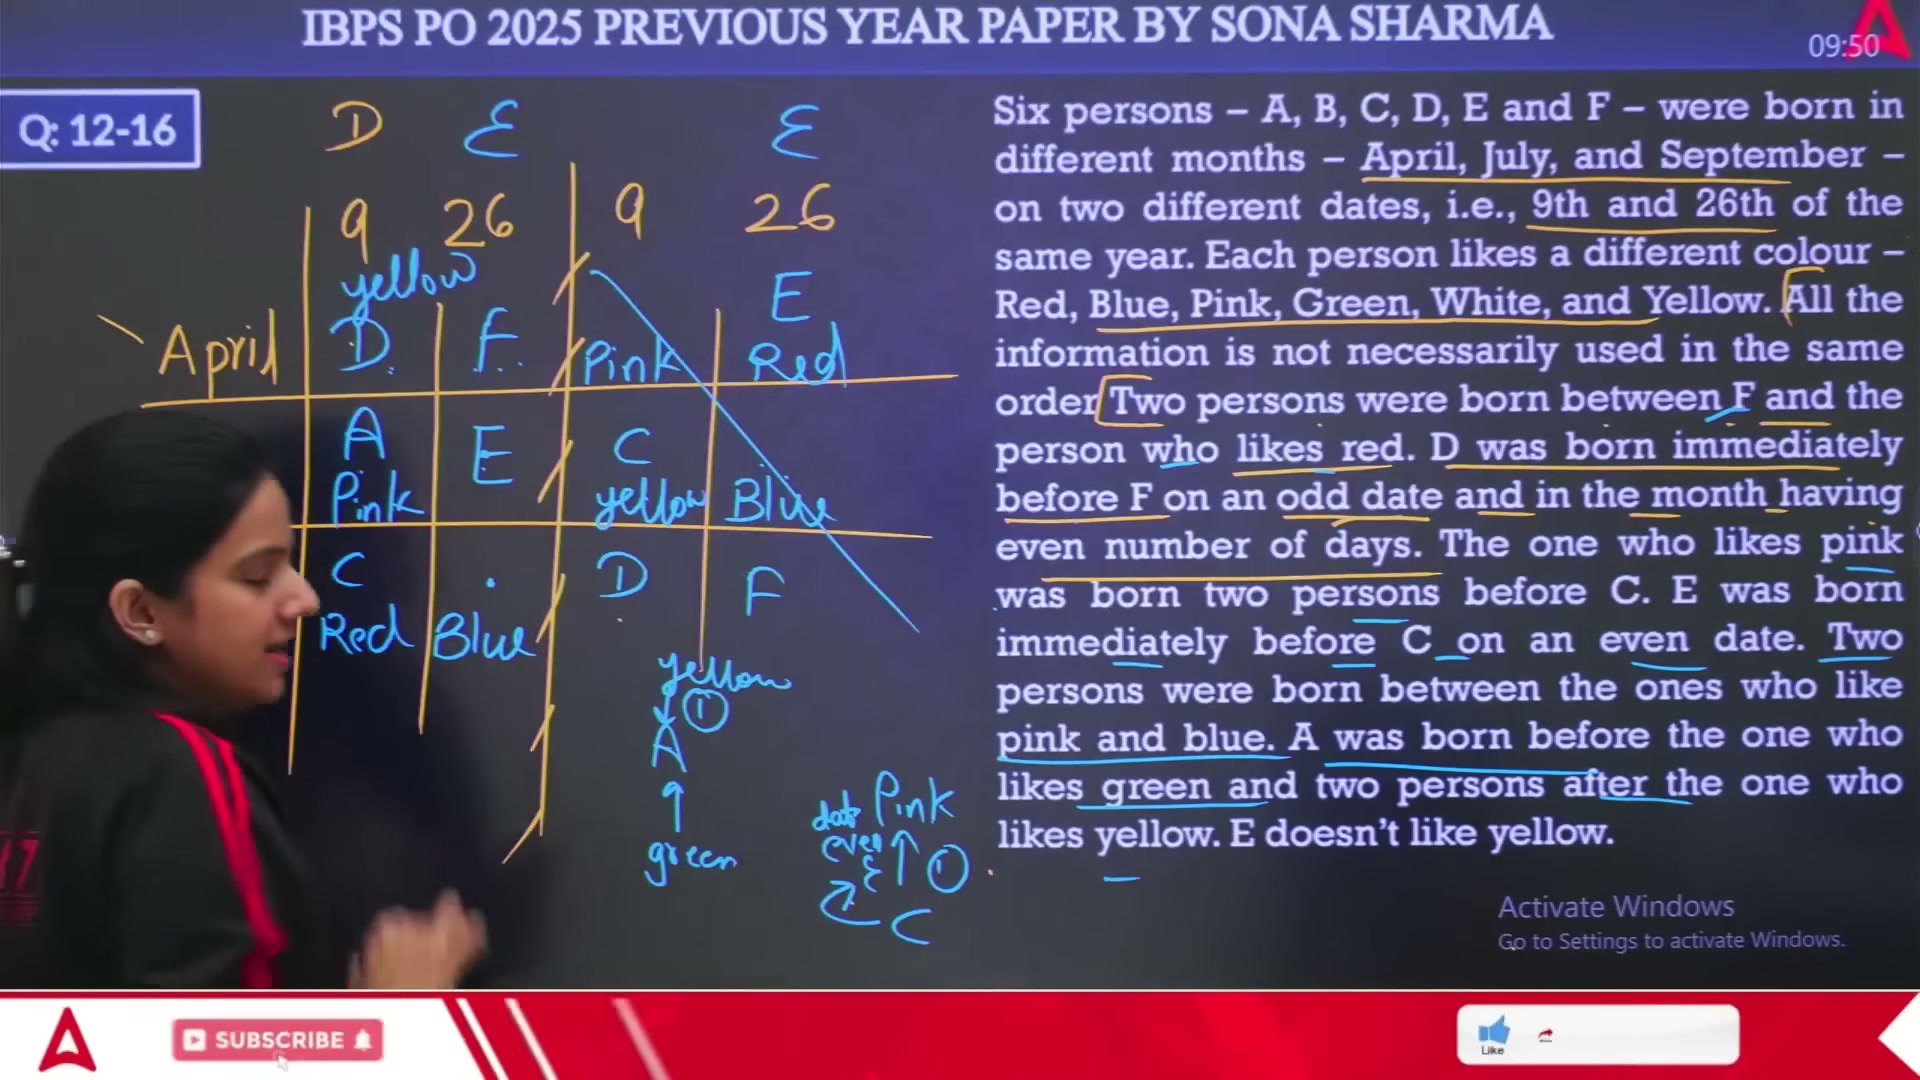 IBPS PO 2025 PREVIOUS YEAR PAPER BY SONA SHARMA
09:50
Q: 12-16
D E E
9 26 9 26
yellow
April D F Pink E Red
A Pink E C yellow Blue
C Red Blue D F
yellow
1
A
green
date even
Pink
E 1
C
Six persons – A, B, C, D, E and F – were born in
different months – April, July, and September –
on two different dates, i.e., 9th and 26th of the
same year. Each person likes a different colour –
Red, Blue, Pink, Green, White, and Yellow. All the
information is not necessarily used in the same
order Two persons were born between F and the
person who likes red. D was born immediately
before F on an odd date and in the month having
even number of days. The one who likes pink
was born two persons before C. E was born
immediately before C on an even date. Two
persons were born between the ones who like
pink and blue. A was born before the one who
likes green and two persons after the one who
likes yellow. E doesn't like yellow.
Activate Windows
Go to Settings to activate Windows.
SUBSCRIBE
Like